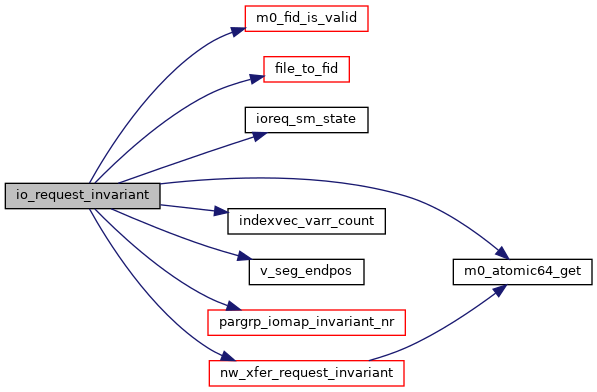 m0_fid_is_valid
file_to_fid
ioreq_sm_state
io_request_invariant
indexvec_varr_count
v_seg_endpos
m0_atomic64_get
pargrp_iomap_invariant_nr
nw_xfer_request_invariant